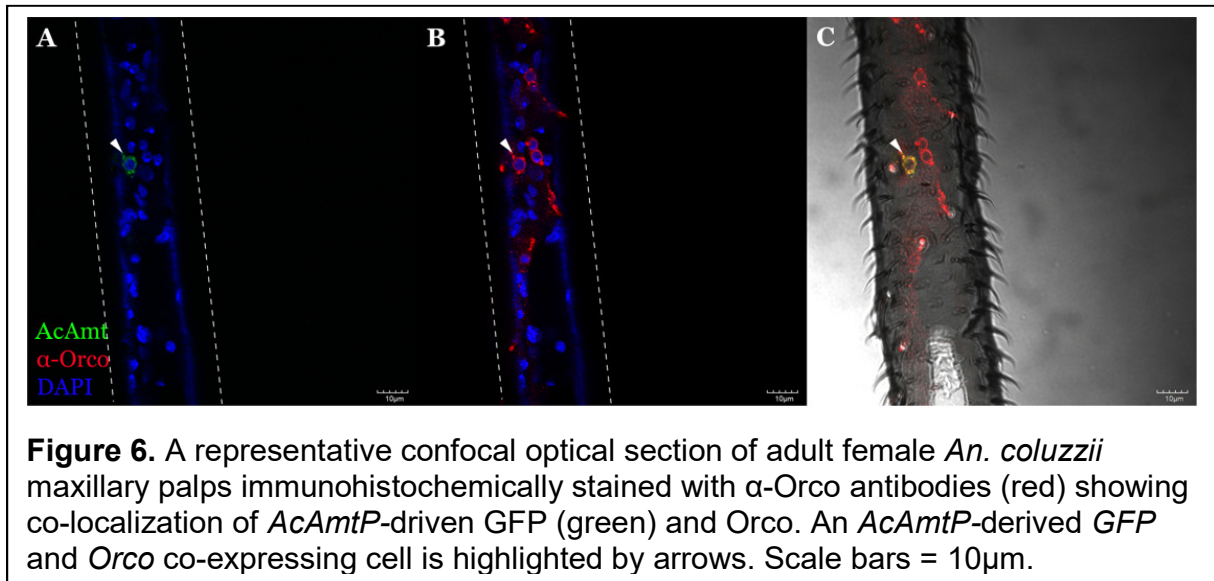 A
B
C
AcAmt
α-Orco
DAPI
10μm
10μm
10μm
Figure 6. A representative confocal optical section of adult female An. coluzzii
maxillary palps immunohistochemically stained with α-Orco antibodies (red) showing
co-localization of AcAmtP-driven GFP (green) and Orco. An AcAmtP-derived GFP
and Orco co-expressing cell is highlighted by arrows. Scale bars = 10μm.